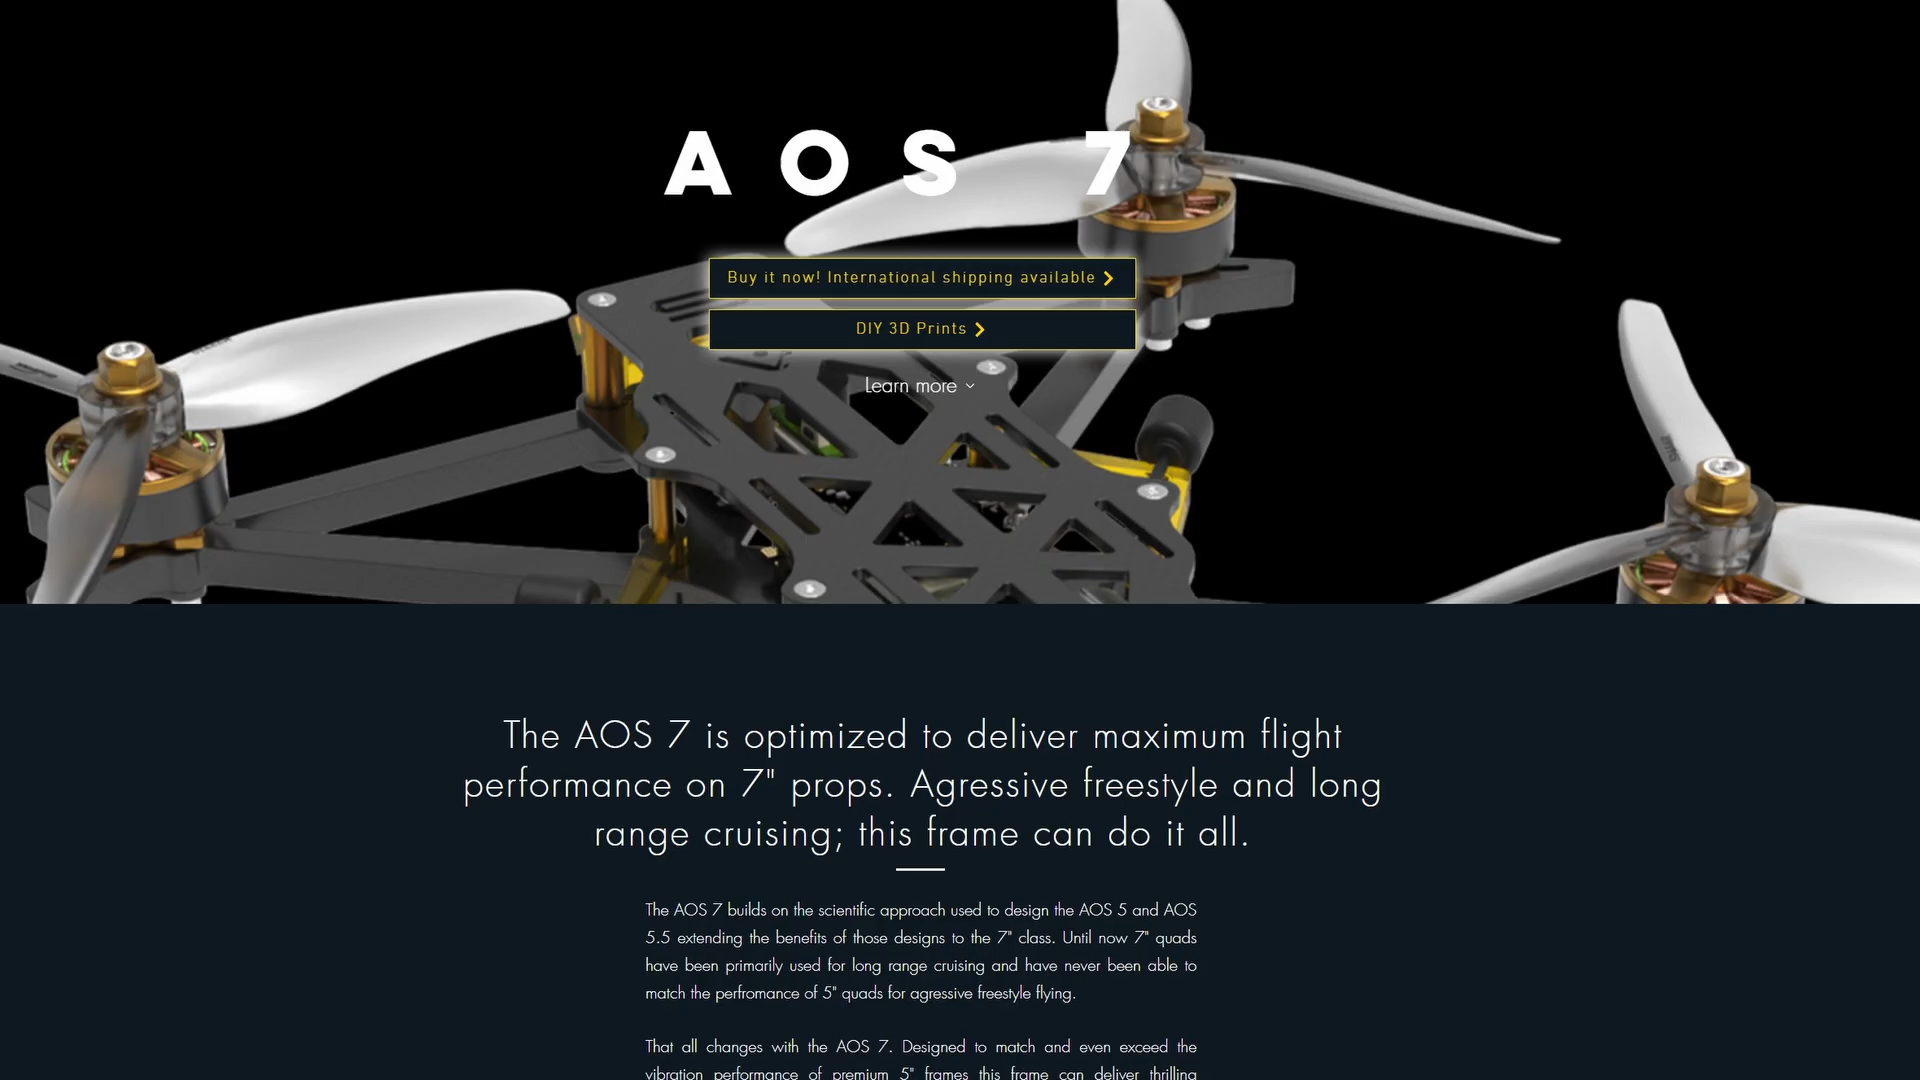 AOS 7
Buy it now! International shipping available
DIY 3D Prints
Learn more
The AOS 7 is optimized to deliver maximum flight
performance on 7" props. Agressive freestyle and long
range cruising; this frame can do it all.
The AOS 7 builds on the scientific approach used to design the AOS 5 and AOS
5.5 extending the benefits of those designs to the 7" class. Until now 7" quads
have been primarily used for long range cruising and have never been able to
match the perfromance of 5" quads for agressive freestyle flying.
That all changes with the AOS 7. Designed to match and even exceed the
vibration performance of premium 5" frames this frame can deliver thrilling